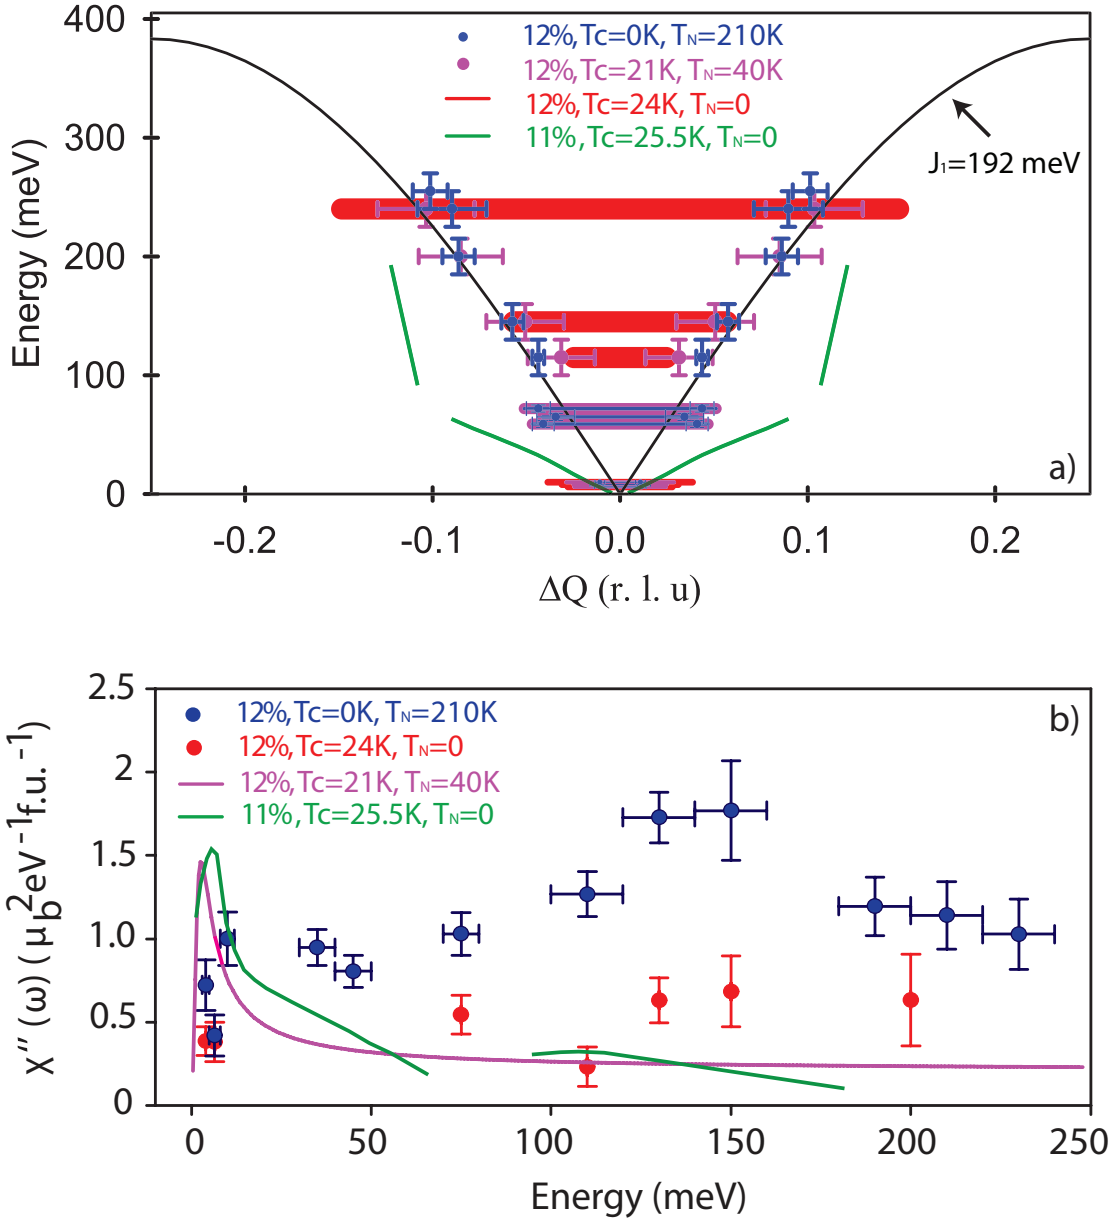 400
300
200
100
0
Energy (meV)
12%, Tc=0K, TN=210K
12%, Tc=21K, TN=40K
12%, Tc=24K, TN=0
11%, Tc=25.5K, TN=0
J1=192 meV
a)
-0.2 -0.1 0.0 0.1 0.2
ΔQ (r. l. u)
2.5
2
1.5
1.0
0.5
0
χ″ (ω) ( μb2eV-1f.u.-1)
12%, Tc=0K, TN=210K
12%, Tc=24K, TN=0
12%, Tc=21K, TN=40K
11%, Tc=25.5K, TN=0
b)
0 50 100 150 200 250
Energy (meV)